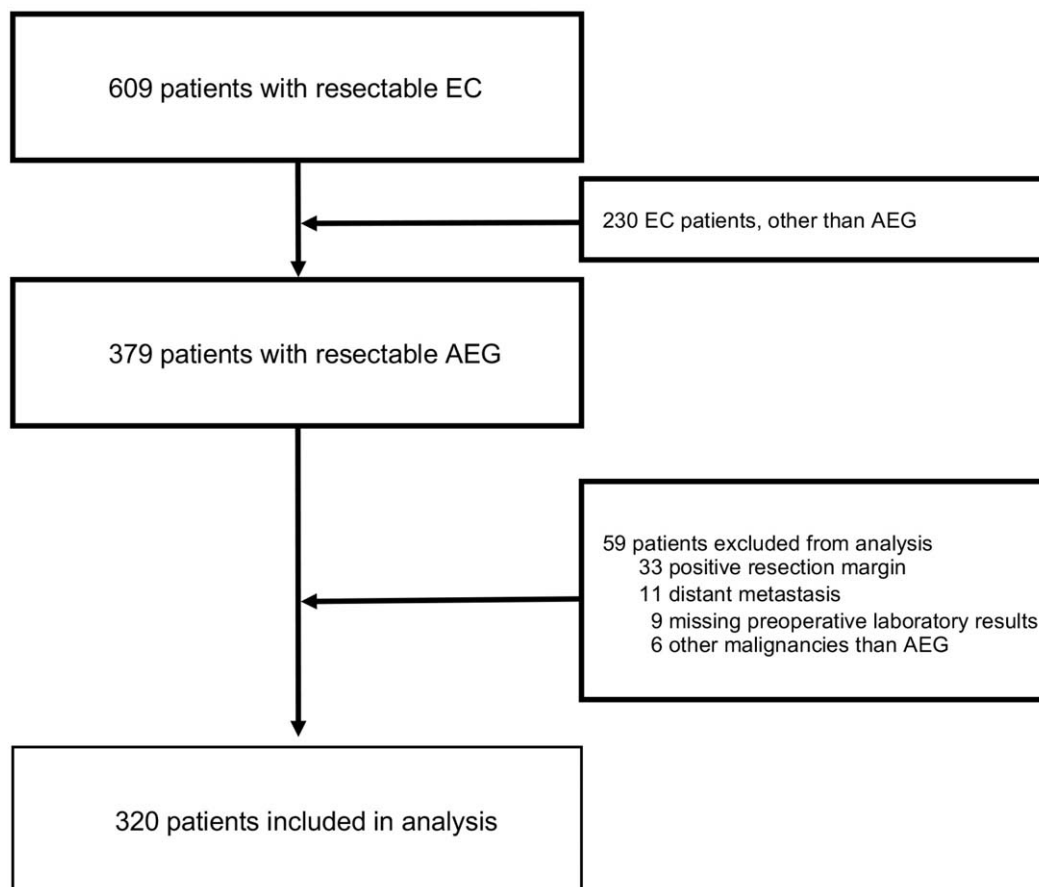 609 patients with resectable EC
230 EC patients, other than AEG
379 patients with resectable AEG
59 patients excluded from analysis
33 positive resection margin
11 distant metastasis
9 missing preoperative laboratory results
6 other malignancies than AEG
320 patients included in analysis